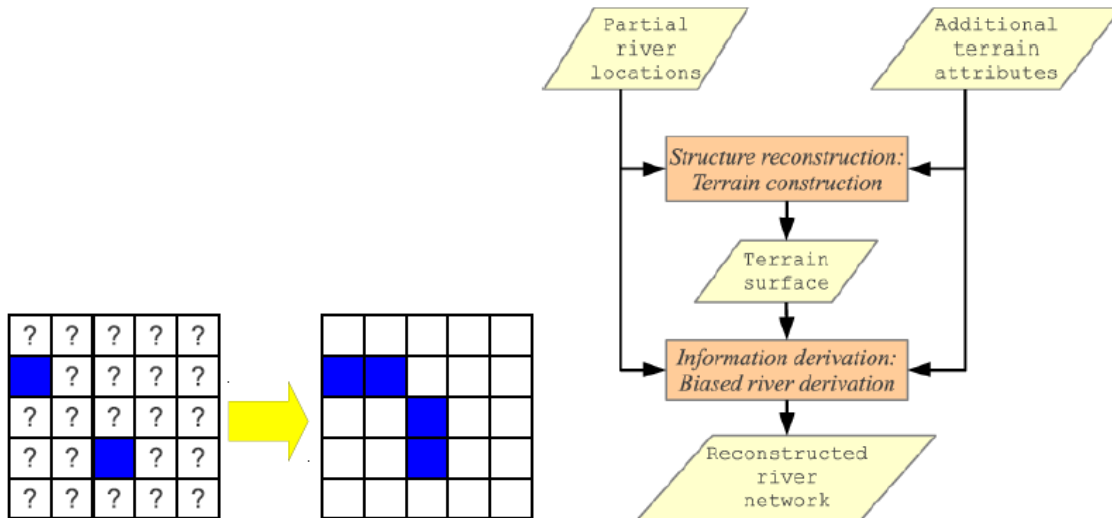 Partial
river
locations
Additional
terrain
attributes
Structure reconstruction:
Terrain construction
Terrain
surface
Information derivation:
Biased river derivation
Reconstructed
river
network
? ? ? ? ?
? ? ? ?
? ? ? ? ?
? ? ? ?
? ? ? ? ?